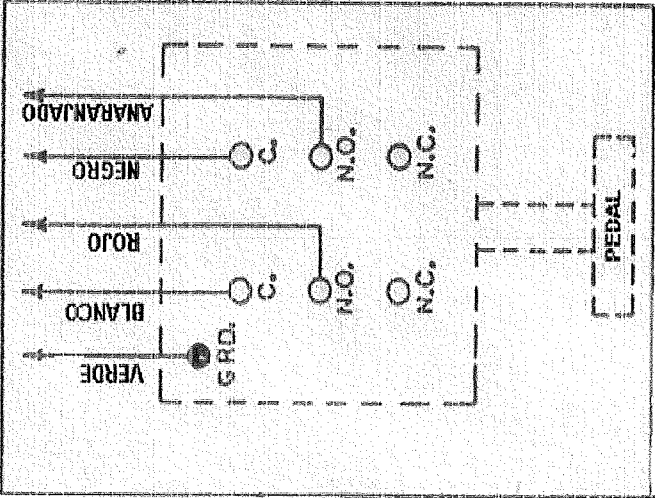 ANARANJADO
C.
N.O.
N.C.
NEGRO
ROJO
C.
N.O.
N.C.
BLANCO
GRD.
VERDE
PEDAL